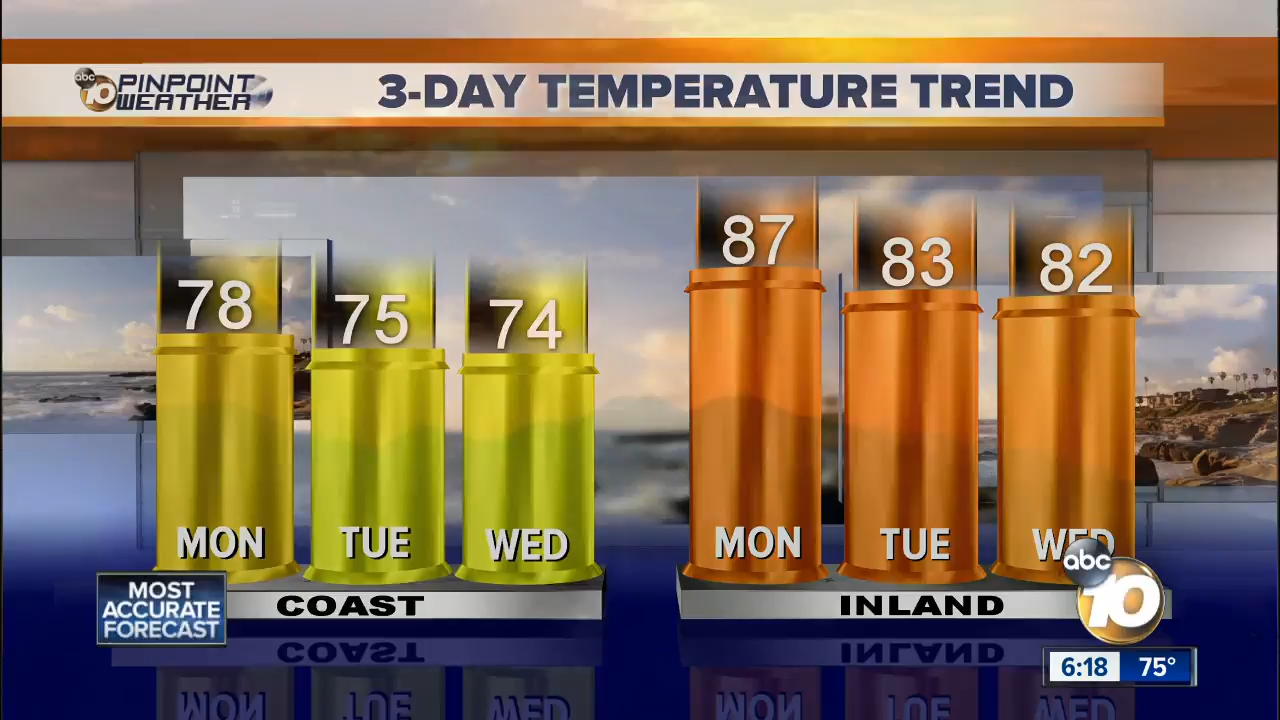 abc 10 PINPOINT WEATHER
3-DAY TEMPERATURE TREND
78 75 74 87 83 82
MON TUE WED MON TUE WED
COAST INLAND
MOST ACCURATE FORECAST
abc 10
6:18 75°